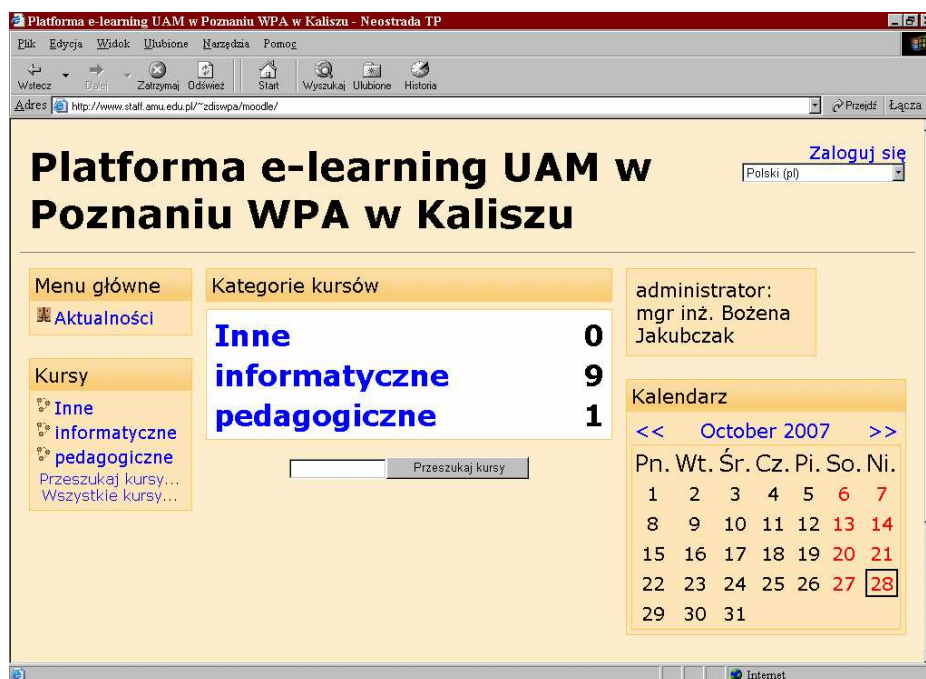 Platforma e-learning UAM w Poznaniu WPA w Kaliszu - Neostrada TP
Plik Edycja Widok Ulubione Narzędzia Pomoc
Wstecz Dalej Zatrzymaj Odśwież Start Wyszukaj Ulubione Historia
Adres http://www.staff.amu.edu.pl/~zdiswpa/moodle/ Przejdź Łącza
Platforma e-learning UAM w
Poznaniu WPA w Kaliszu
Zaloguj się
Polski (pl)
Menu główne
Aktualności
Kursy
Inne
informatyczne
pedagogiczne
Przeszukaj kursy...
Wszystkie kursy...
Kategorie kursów
Inne 0
informatyczne 9
pedagogiczne 1
Przeszukaj kursy
administrator:
mgr inż. Bożena
Jakubczak
Kalendarz
<< October 2007 >>
Pn. Wt. Śr. Cz. Pi. So. Ni.
1 2 3 4 5 6 7
8 9 10 11 12 13 14
15 16 17 18 19 20 21
22 23 24 25 26 27 28
29 30 31
Internet